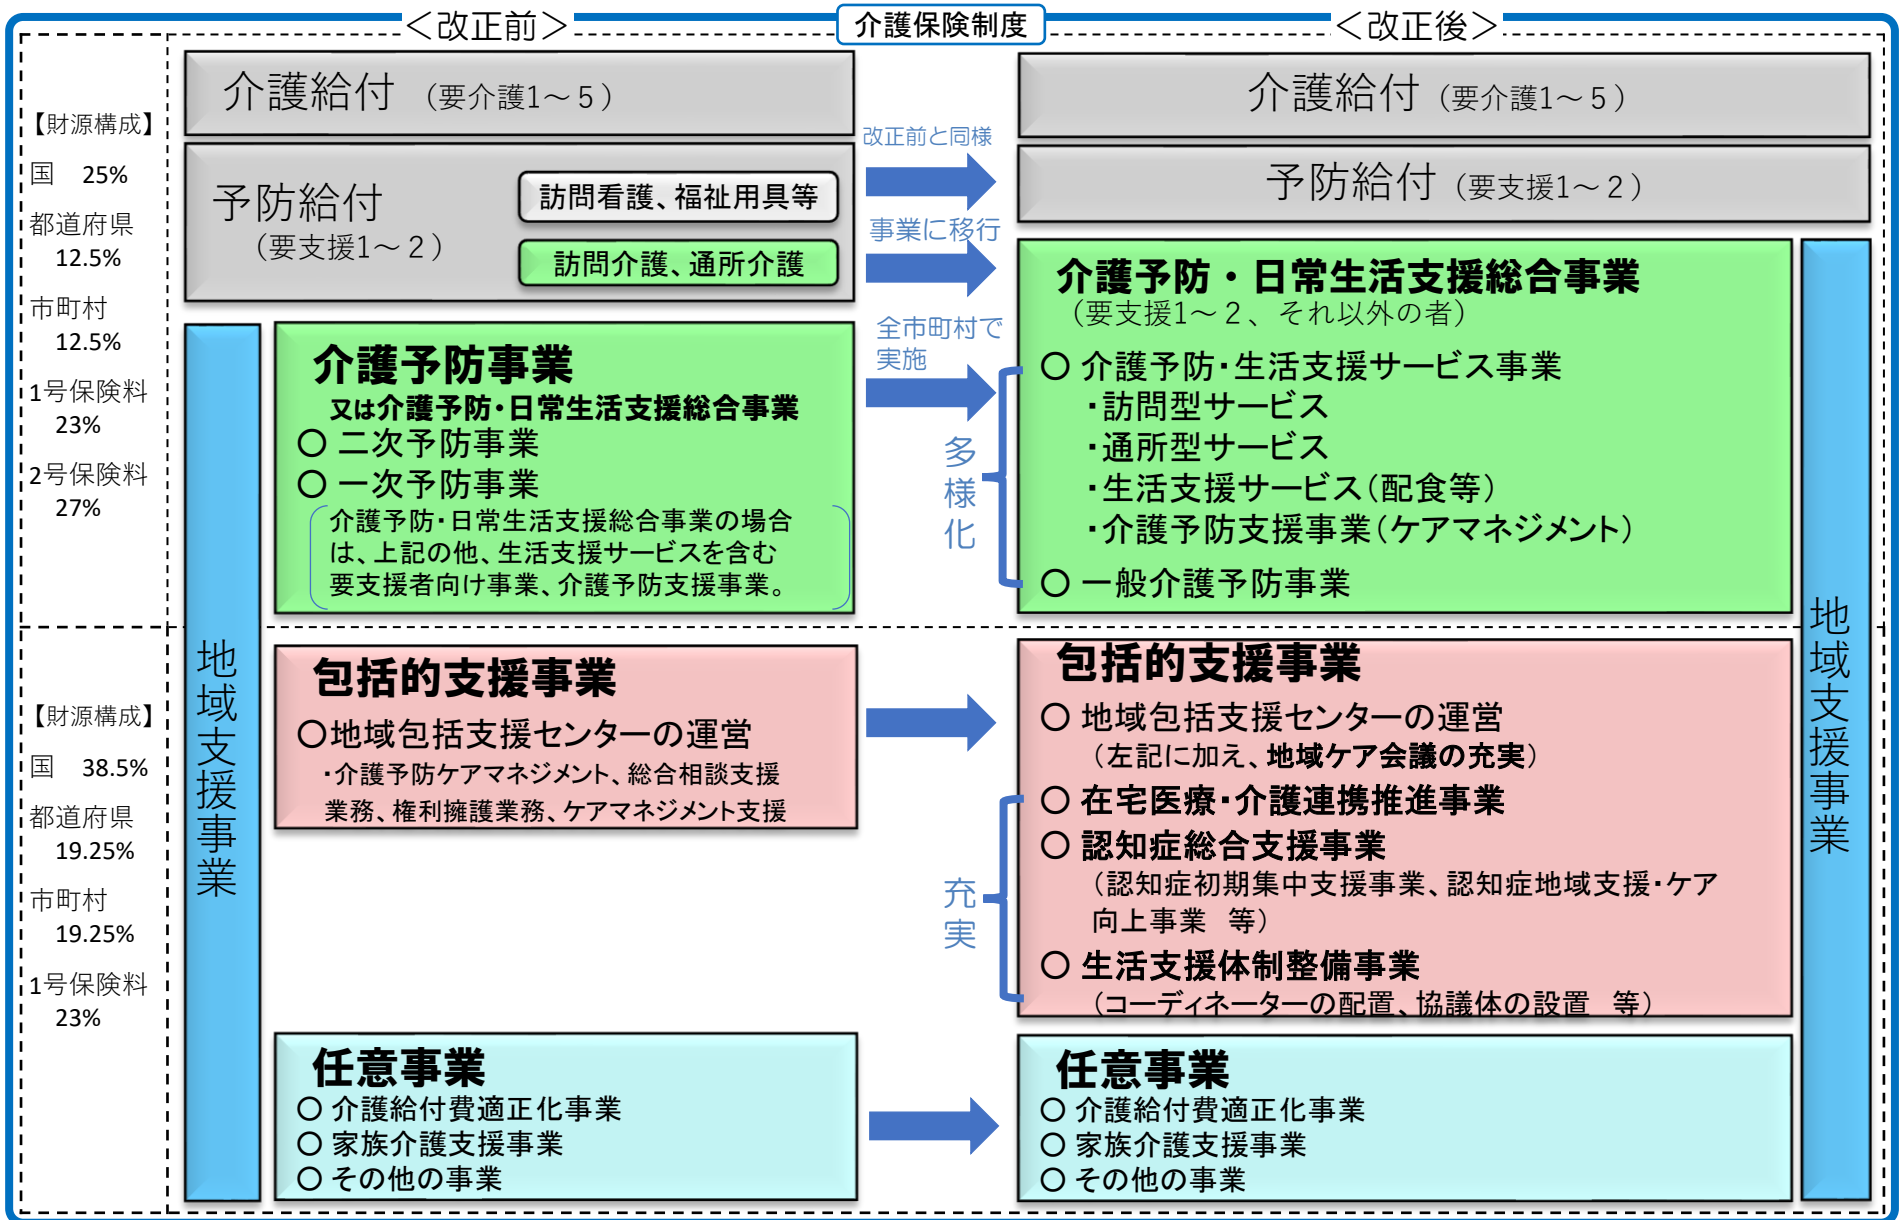 ＜改正前＞
介護保険制度
＜改正後＞
【財源構成】
国　25%
都道府県
12.5%
市町村
12.5%
1号保険料
23%
2号保険料
27%
【財源構成】
国　38.5%
都道府県
19.25%
市町村
19.25%
1号保険料
23%
介護給付　（要介護1～５）
予防給付
（要支援1～２）
訪問看護、福祉用具等
訪問介護、通所介護
地域支援事業
介護予防事業
又は介護予防・日常生活支援総合事業
○ 二次予防事業
○ 一次予防事業
介護予防・日常生活支援総合事業の場合
は、上記の他、生活支援サービスを含む
要支援者向け事業、介護予防支援事業。
包括的支援事業
○地域包括支援センターの運営
・介護予防ケアマネジメント、総合相談支援
業務、権利擁護業務、ケアマネジメント支援
任意事業
○ 介護給付費適正化事業
○ 家族介護支援事業
○ その他の事業
改正前と同様
事業に移行
全市町村で
実施
多様化
充実
介護給付（要介護1～５）
予防給付（要支援1～２）
介護予防・日常生活支援総合事業
（要支援1～２、それ以外の者）
○ 介護予防・生活支援サービス事業
・訪問型サービス
・通所型サービス
・生活支援サービス（配食等）
・介護予防支援事業（ケアマネジメント）
○ 一般介護予防事業
包括的支援事業
○ 地域包括支援センターの運営
（左記に加え、地域ケア会議の充実）
○ 在宅医療・介護連携推進事業
○ 認知症総合支援事業
（認知症初期集中支援事業、認知症地域支援・ケア
向上事業　等）
○ 生活支援体制整備事業
（コーディネーターの配置、協議体の設置　等）
任意事業
○ 介護給付費適正化事業
○ 家族介護支援事業
○ その他の事業
地域支援事業